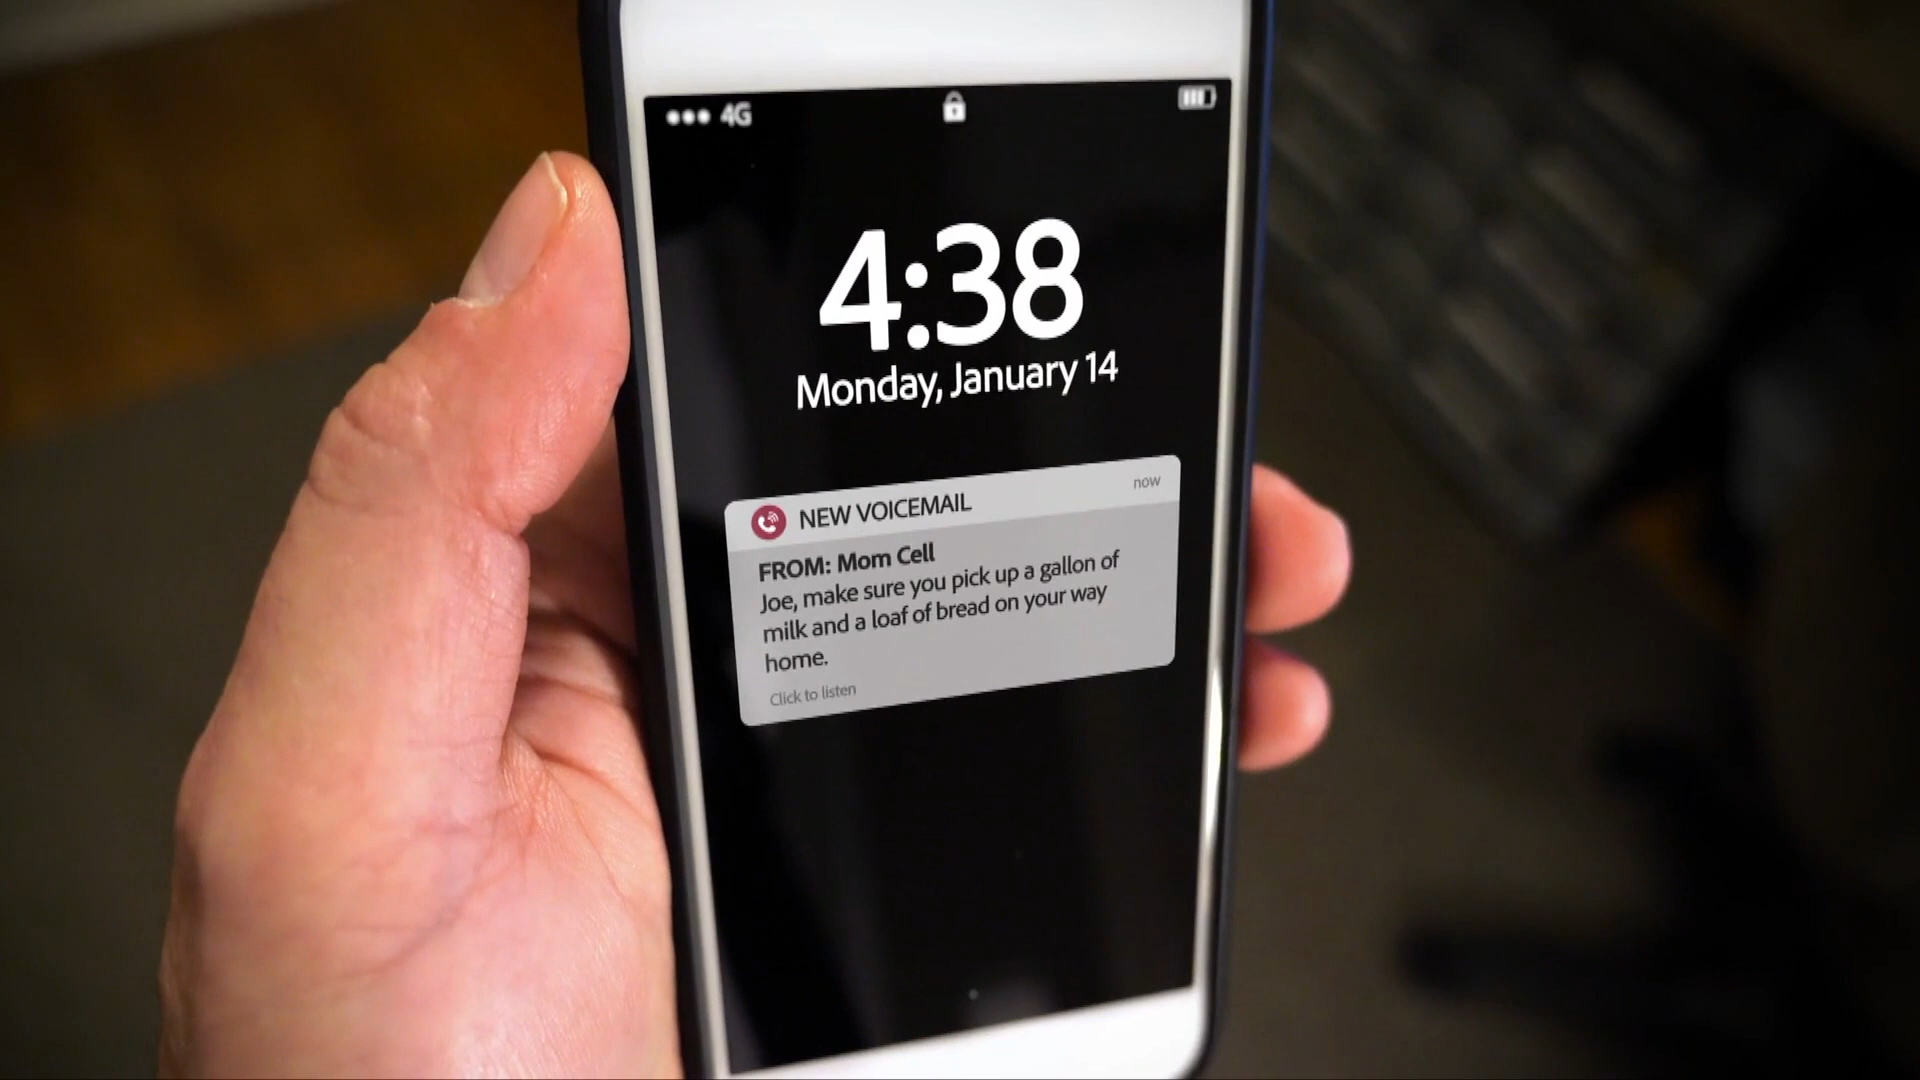 4G
4:38
Monday, January 14
NEW VOICEMAIL
now
FROM: Mom Cell
Joe, make sure you pick up a gallon of
milk and a loaf of bread on your way
home.
Click to listen